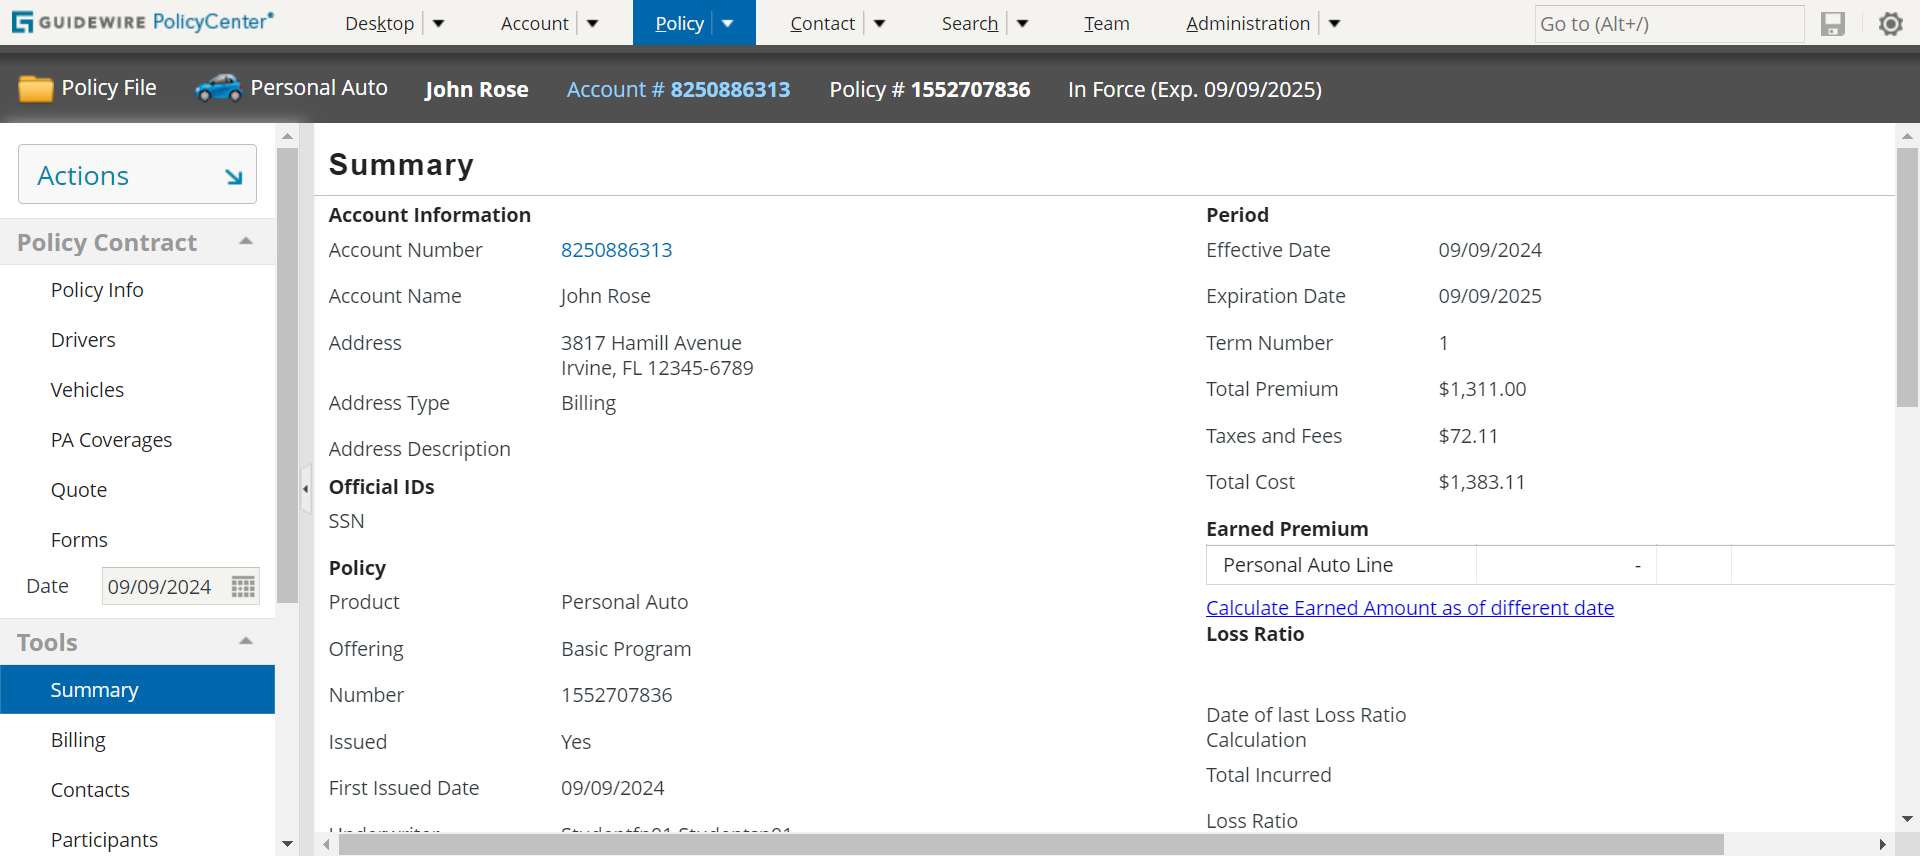 GUIDEWIRE PolicyCenter®
Desktop
Account
Policy
Contact
Search
Team
Administration
Go to (Alt+/)
Policy File
Personal Auto
John Rose
Account # 8250886313
Policy # 1552707836
In Force (Exp. 09/09/2025)
Actions
Policy Contract
Policy Info
Drivers
Vehicles
PA Coverages
Quote
Forms
Date 09/09/2024
Tools
Summary
Billing
Contacts
Participants
Summary
Account Information
Account Number 8250886313
Account Name John Rose
Address 3817 Hamill Avenue
Irvine, FL 12345-6789
Address Type Billing
Address Description
Official IDs
SSN
Policy
Product Personal Auto
Offering Basic Program
Number 1552707836
Issued Yes
First Issued Date 09/09/2024
Period
Effective Date 09/09/2024
Expiration Date 09/09/2025
Term Number 1
Total Premium $1,311.00
Taxes and Fees $72.11
Total Cost $1,383.11
Earned Premium
Personal Auto Line -
Calculate Earned Amount as of different date
Loss Ratio
Date of last Loss Ratio
Calculation
Total Incurred
Loss Ratio